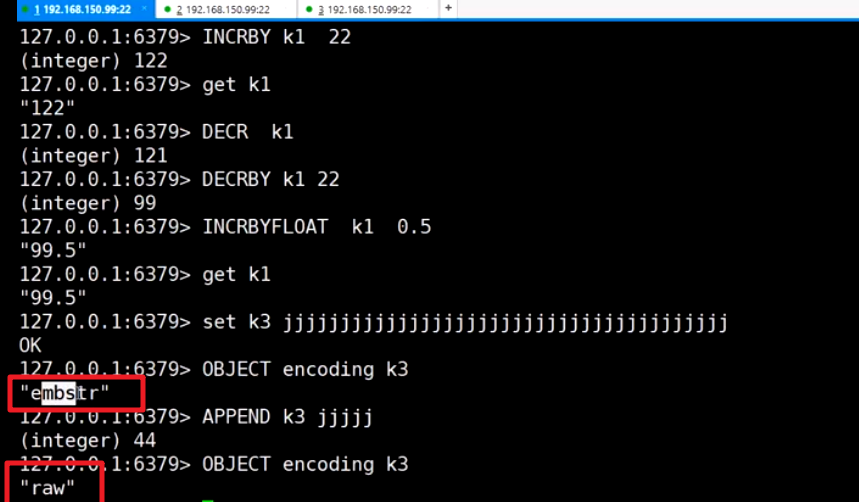 1 192.168.150.99:22 × 2 192.168.150.99:22 3 192.168.150.99:22 +
127.0.0.1:6379> INCRBY k1  22
(integer) 122
127.0.0.1:6379> get k1
"122"
127.0.0.1:6379> DECR  k1
(integer) 121
127.0.0.1:6379> DECRBY k1 22
(integer) 99
127.0.0.1:6379> INCRBYFLOAT  k1  0.5
"99.5"
127.0.0.1:6379> get k1
"99.5"
127.0.0.1:6379> set k3 jjjjjjjjjjjjjjjjjjjjjjjjjjjjjjjjjjjjjjj
OK
127.0.0.1:6379> OBJECT encoding k3
"embstr"
127.0.0.1:6379> APPEND k3 jjjjj
(integer) 44
127.0.0.1:6379> OBJECT encoding k3
"raw"